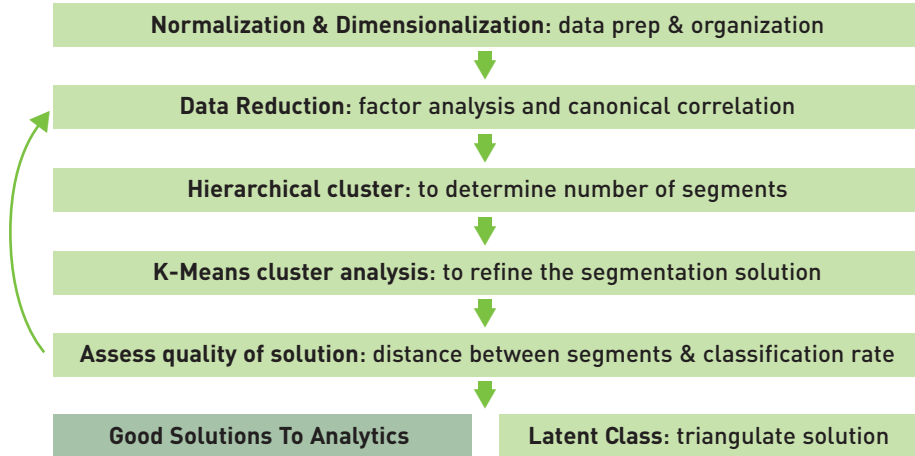 Normalization & Dimensionalization: data prep & organization
Data Reduction: factor analysis and canonical correlation
Hierarchical cluster: to determine number of segments
K-Means cluster analysis: to refine the segmentation solution
Assess quality of solution: distance between segments & classification rate
Good Solutions To Analytics
Latent Class: triangulate solution